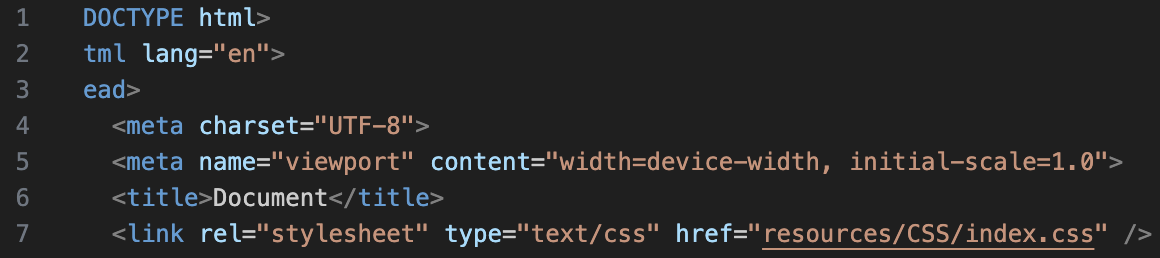 1 DOCTYPE html>
2 tml lang="en">
3 ead>
4 <meta charset="UTF-8">
5 <meta name="viewport" content="width=device-width, initial-scale=1.0">
6 <title>Document</title>
7 <link rel="stylesheet" type="text/css" href="resources/CSS/index.css" />